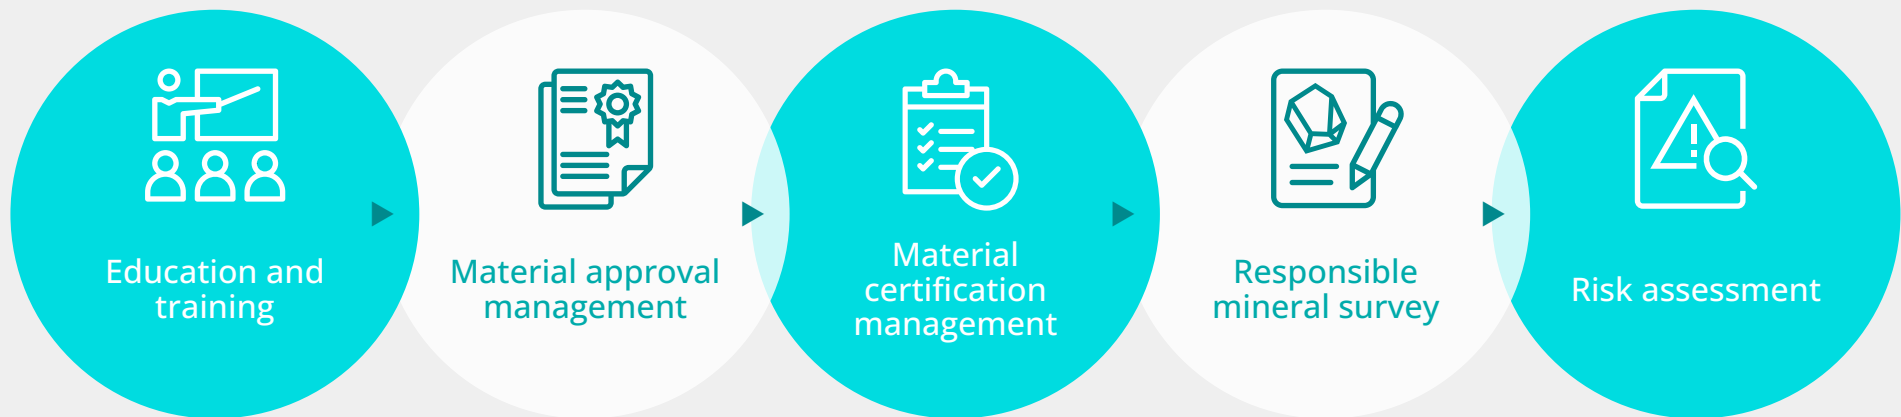 Education and
training
Material approval
management
Material
certification
management
Responsible
mineral survey
Risk assessment